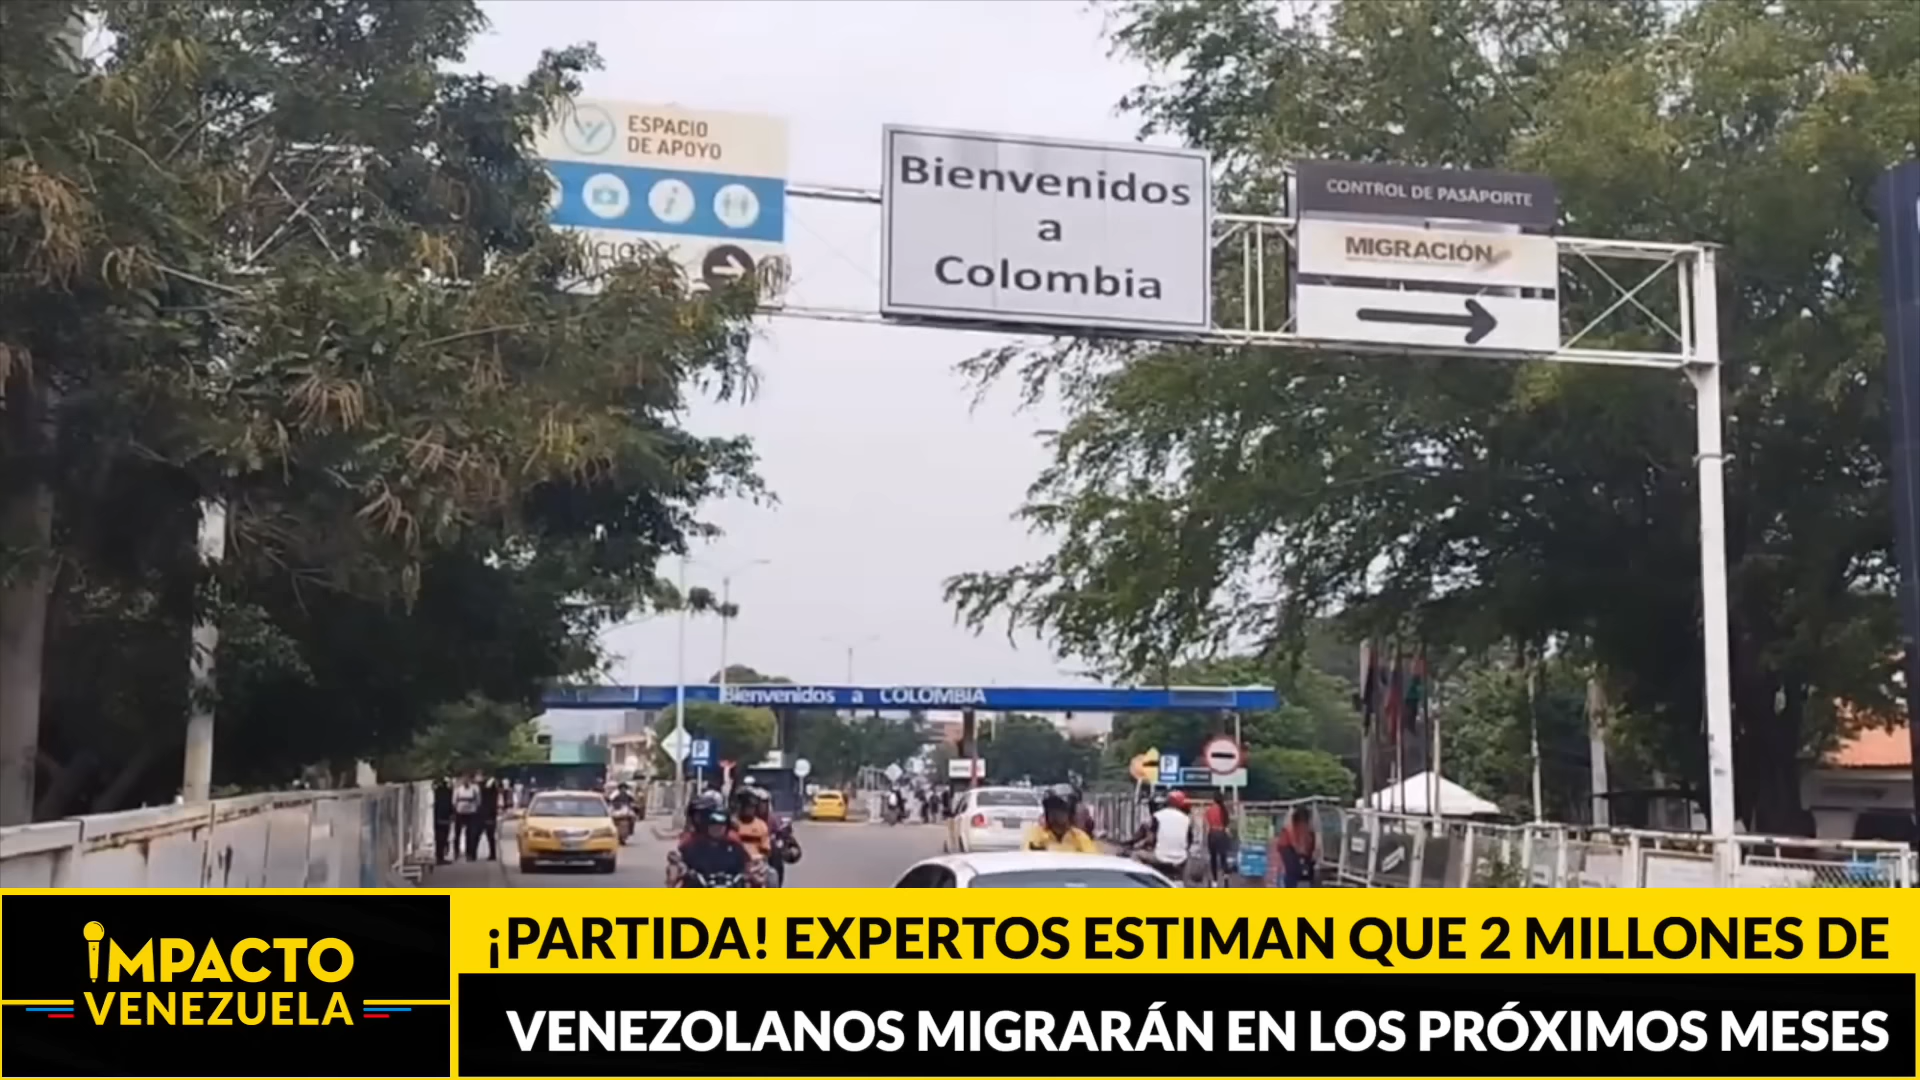 ESPACIO
DE APOYO
Bienvenidos
a
Colombia
CONTROL DE PASAPORTE
MIGRACIÓN
Bienvenidos a COLOMBIA
P
P
IMPACTO
VENEZUELA
¡PARTIDA! EXPERTOS ESTIMAN QUE 2 MILLONES DE
VENEZOLANOS MIGRARÁN EN LOS PRÓXIMOS MESES